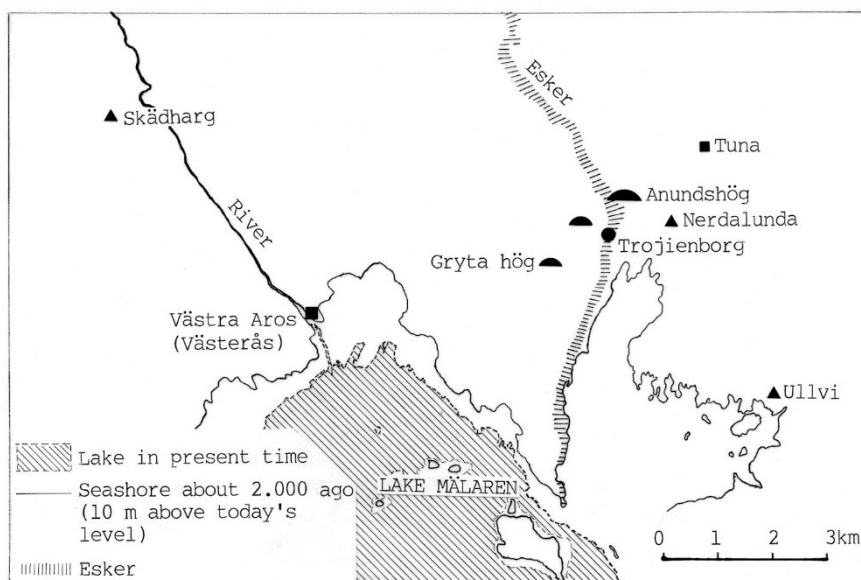 Esker
Skädharg
Tuna
Anundshög
River
Nerdalunda
Trojienborg
Gryta hög
Västra Aros
(Västerås)
Ullvi
Lake in present time
LAKE MÄLAREN
Seashore about 2.000 ago
(10 m above today's
level)
0 1 2 3km
Esker